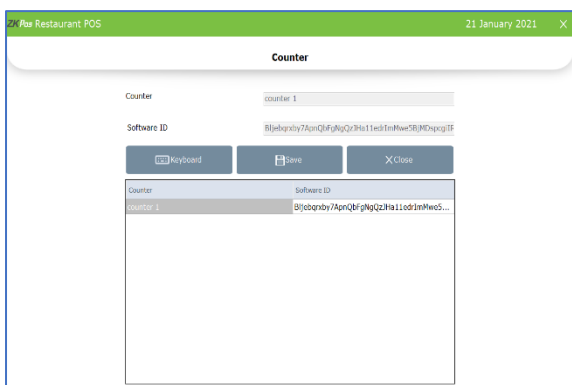 ZKPos Restaurant POS 21 January 2021 X
Counter
Counter counter 1
Software ID
Keyboard Save X Close
Counter Software ID
counter 1